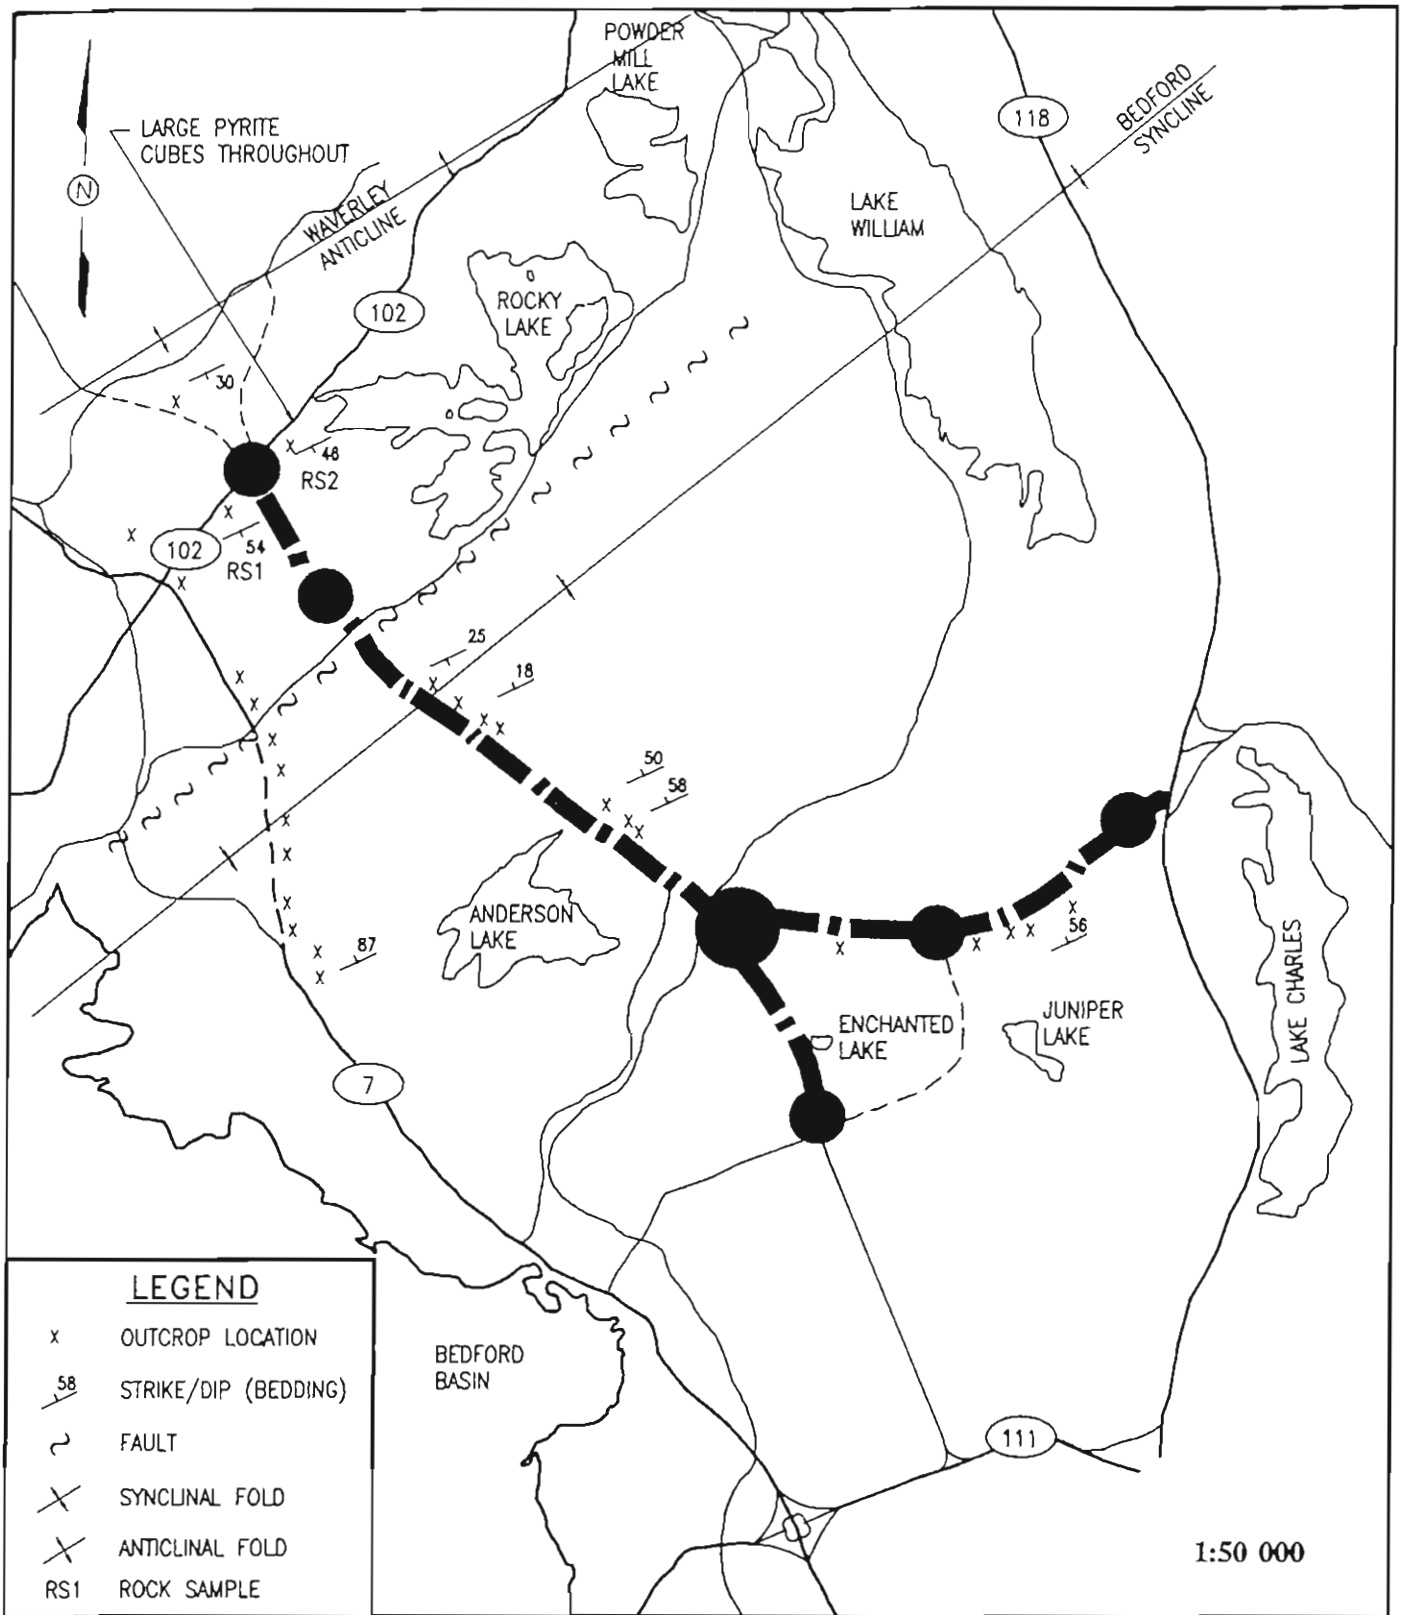 POWDER
MILL
LAKE
118
BEDFORD
SYNCLINE
LARGE PYRITE
CUBES THROUGHOUT
N
WAVERLEY
ANTICLINE
LAKE
WILLIAM
102
ROCKY
LAKE
30
48
RS2
102
54
RS1
25
18
50
58
ANDERSON
LAKE
87
56
ENCHANTED
LAKE
JUNIPER
LAKE
LAKE CHARLES
7
LEGEND
x OUTCROP LOCATION
58 STRIKE/DIP (BEDDING)
FAULT
SYNCLINAL FOLD
ANTICLINAL FOLD
RS1 ROCK SAMPLE
BEDFORD
BASIN
111
1:50 000